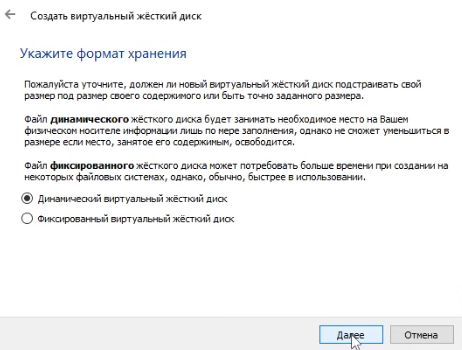 Создать виртуальный жёсткий диск
Укажите формат хранения
Пожалуйста уточните, должен ли новый виртуальный жёсткий диск подстраивать свой
размер под размер своего содержимого или быть точно заданного размера.
Файл динамического жёсткого диска будет занимать необходимое место на Вашем
физическом носителе информации лишь по мере заполнения, однако не сможет уменьшиться в
размере если место, занятое его содержимым, освободится.
Файл фиксированного жёсткого диска может потребовать больше времени при создании на
некоторых файловых системах, однако, обычно, быстрее в использовании.
Динамический виртуальный жёсткий диск
Фиксированный виртуальный жёсткий диск
Далее
Отмена